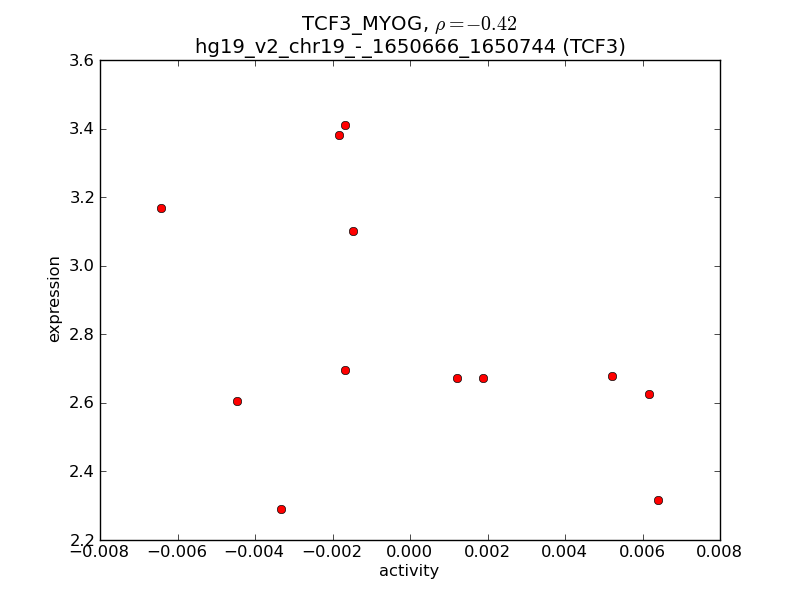 TCF3_MYOG, ρ = −0.42
hg19_v2_chr19_-_1650666_1650744 (TCF3)
3.6
3.4
3.2
3.0
2.8
2.6
2.4
2.2
expression
−0.008 −0.006 −0.004 −0.002 0.000 0.002 0.004 0.006 0.008
activity